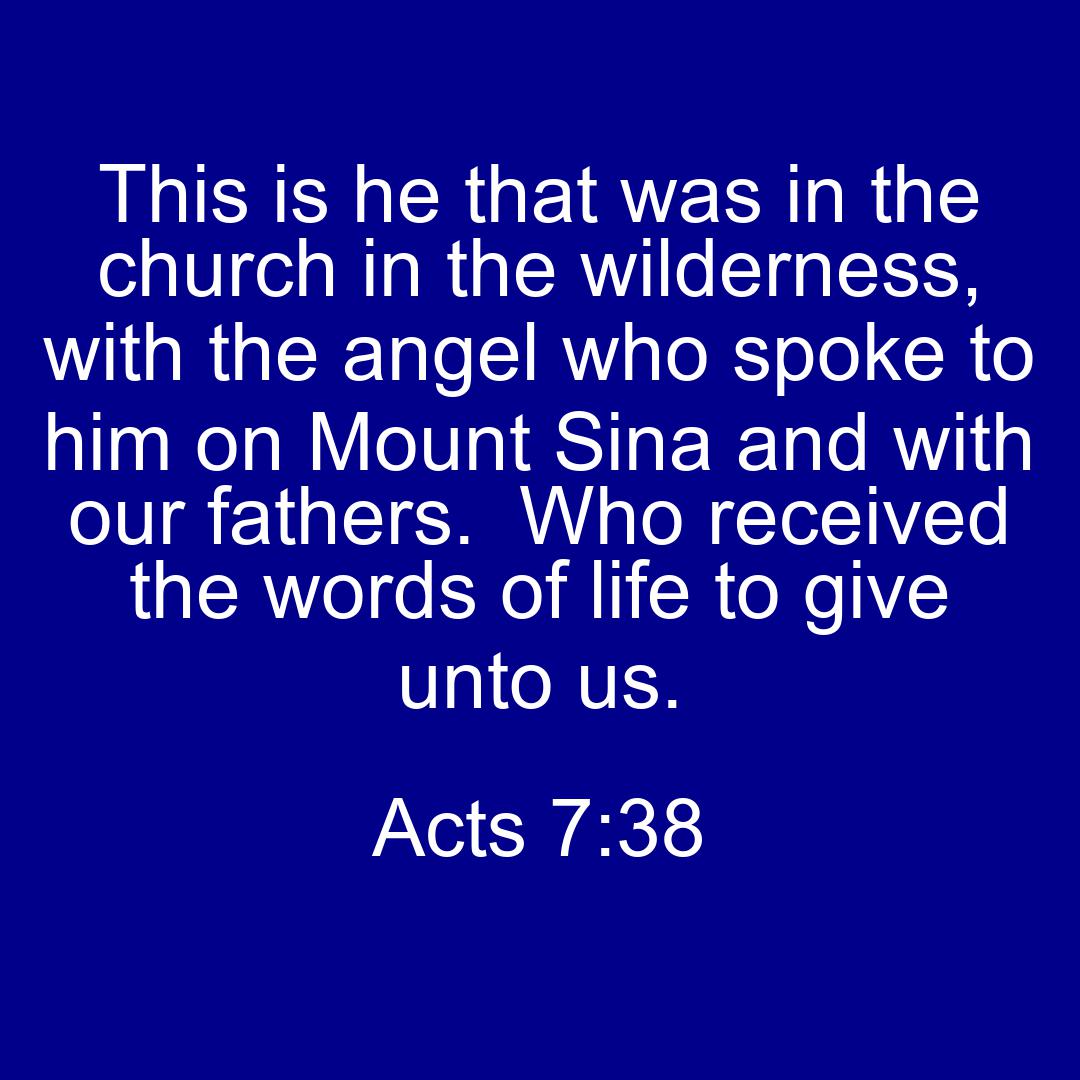 This is he that was in the
church in the wilderness,
with the angel who spoke to
him on Mount Sina and with
our fathers.  Who received
the words of life to give
unto us.
Acts 7:38